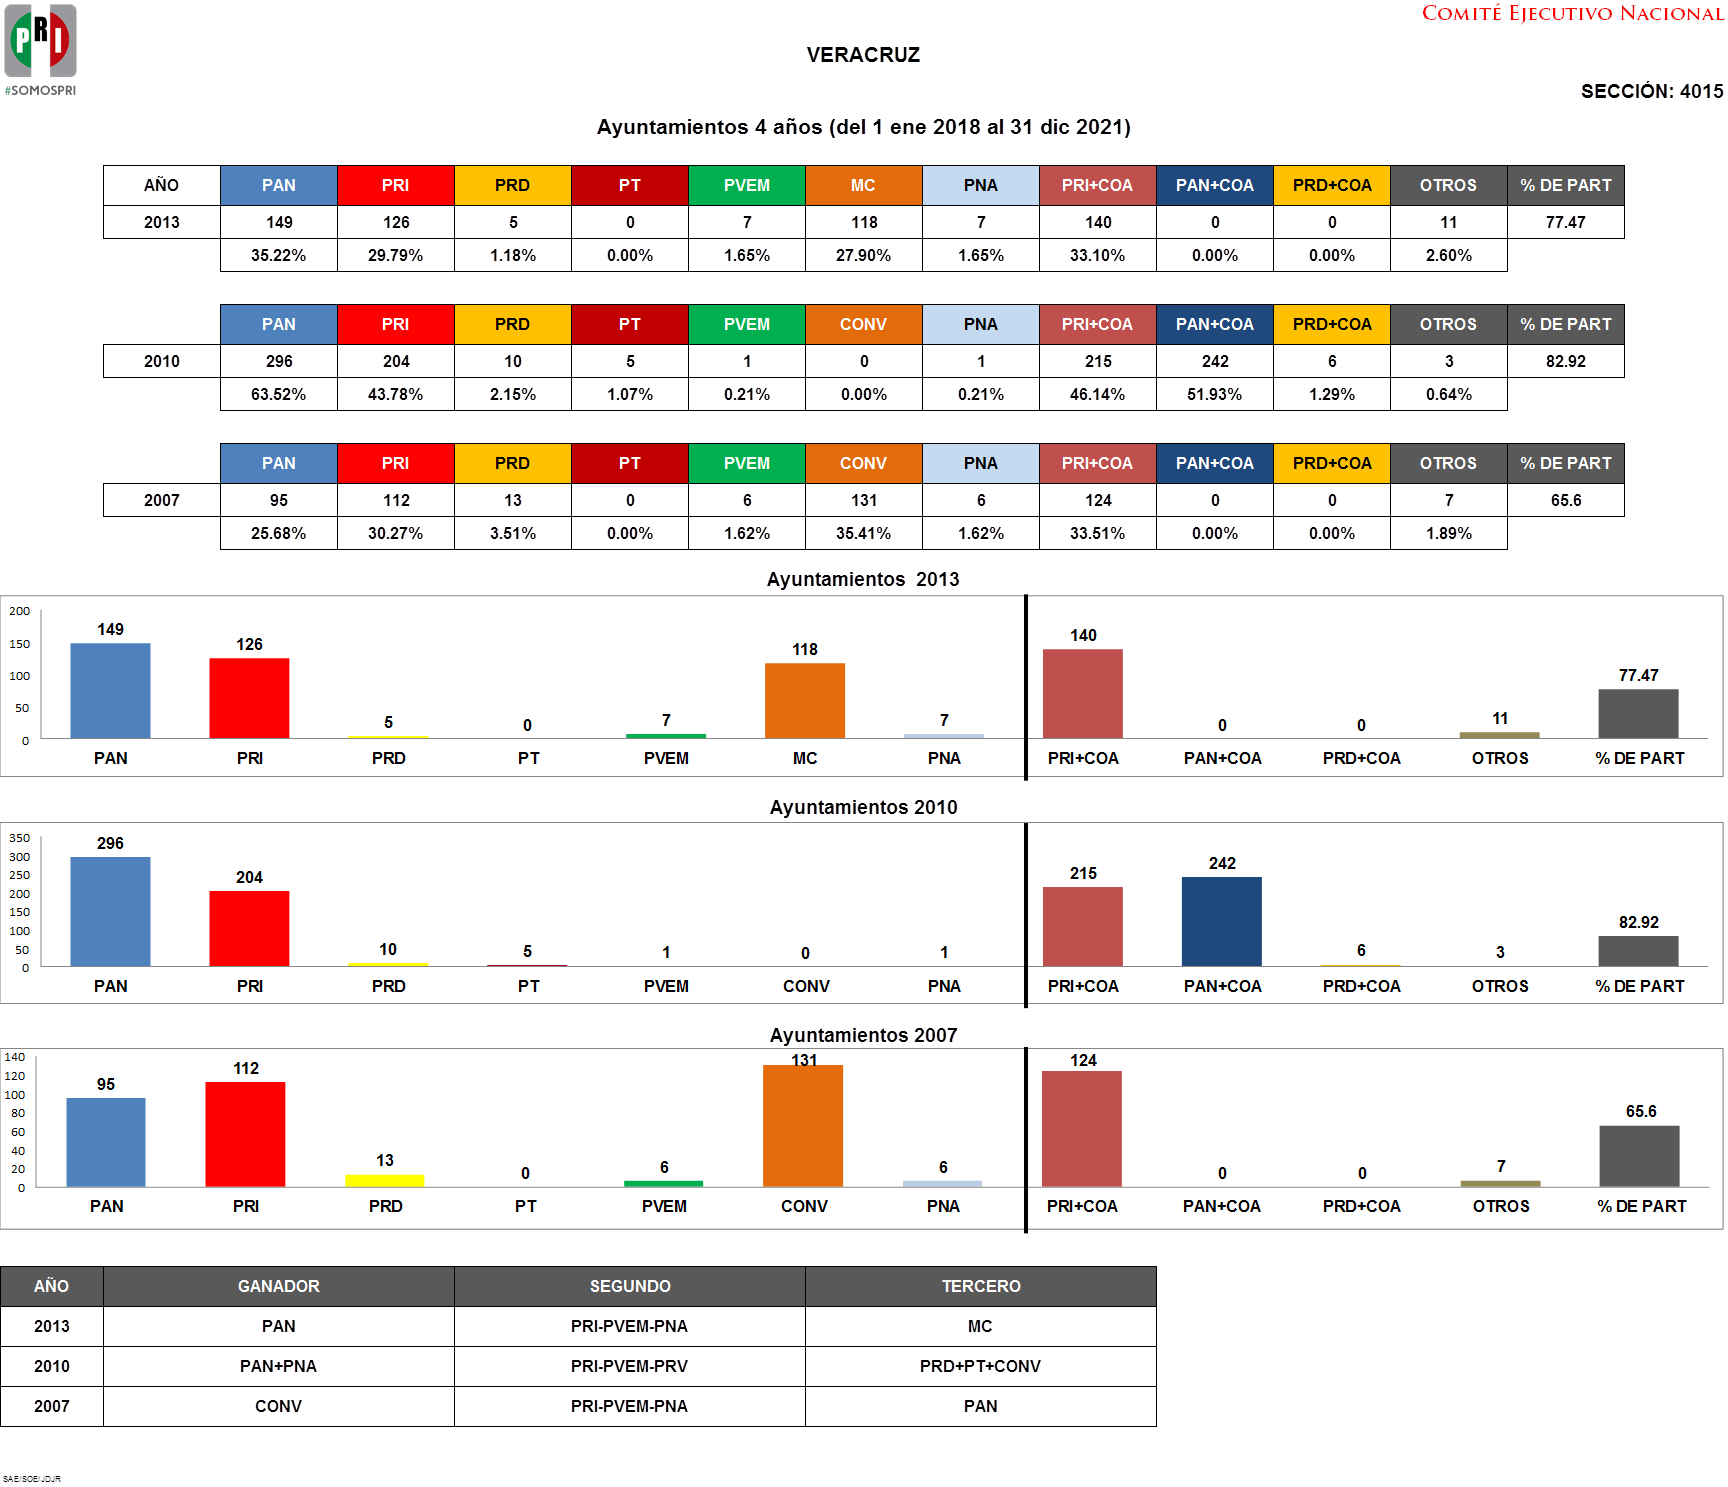 PRI
#SOMOSPRI
COMITÉ EJECUTIVO NACIONAL
VERACRUZ
SECCIÓN: 4015
Ayuntamientos 4 años (del 1 ene 2018 al 31 dic 2021)
AÑO PAN PRI PRD PT PVEM MC PNA PRI+COA PAN+COA PRD+COA OTROS % DE PART
2013 149 126 5 0 7 118 7 140 0 0 11 77.47
35.22% 29.79% 1.18% 0.00% 1.65% 27.90% 1.65% 33.10% 0.00% 0.00% 2.60%
PAN PRI PRD PT PVEM CONV PNA PRI+COA PAN+COA PRD+COA OTROS % DE PART
2010 296 204 10 5 1 0 1 215 242 6 3 82.92
63.52% 43.78% 2.15% 1.07% 0.21% 0.00% 0.21% 46.14% 51.93% 1.29% 0.64%
PAN PRI PRD PT PVEM CONV PNA PRI+COA PAN+COA PRD+COA OTROS % DE PART
2007 95 112 13 0 6 131 6 124 0 0 7 65.6
25.68% 30.27% 3.51% 0.00% 1.62% 35.41% 1.62% 33.51% 0.00% 0.00% 1.89%
Ayuntamientos 2013
200
150
100
50
0
149 126 5 0 7 118 7 140 0 0 11 77.47
PAN PRI PRD PT PVEM MC PNA PRI+COA PAN+COA PRD+COA OTROS % DE PART
Ayuntamientos 2010
350
300
250
200
150
100
50
0
296 204 10 5 1 0 1 215 242 6 3 82.92
PAN PRI PRD PT PVEM CONV PNA PRI+COA PAN+COA PRD+COA OTROS % DE PART
Ayuntamientos 2007
140
120
100
80
60
40
20
0
95 112 13 0 6 131 6 124 0 0 7 65.6
PAN PRI PRD PT PVEM CONV PNA PRI+COA PAN+COA PRD+COA OTROS % DE PART
AÑO GANADOR SEGUNDO TERCERO
2013 PAN PRI-PVEM-PNA MC
2010 PAN+PNA PRI-PVEM-PRV PRD+PT+CONV
2007 CONV PRI-PVEM-PNA PAN
SAE/SOE/JDJR